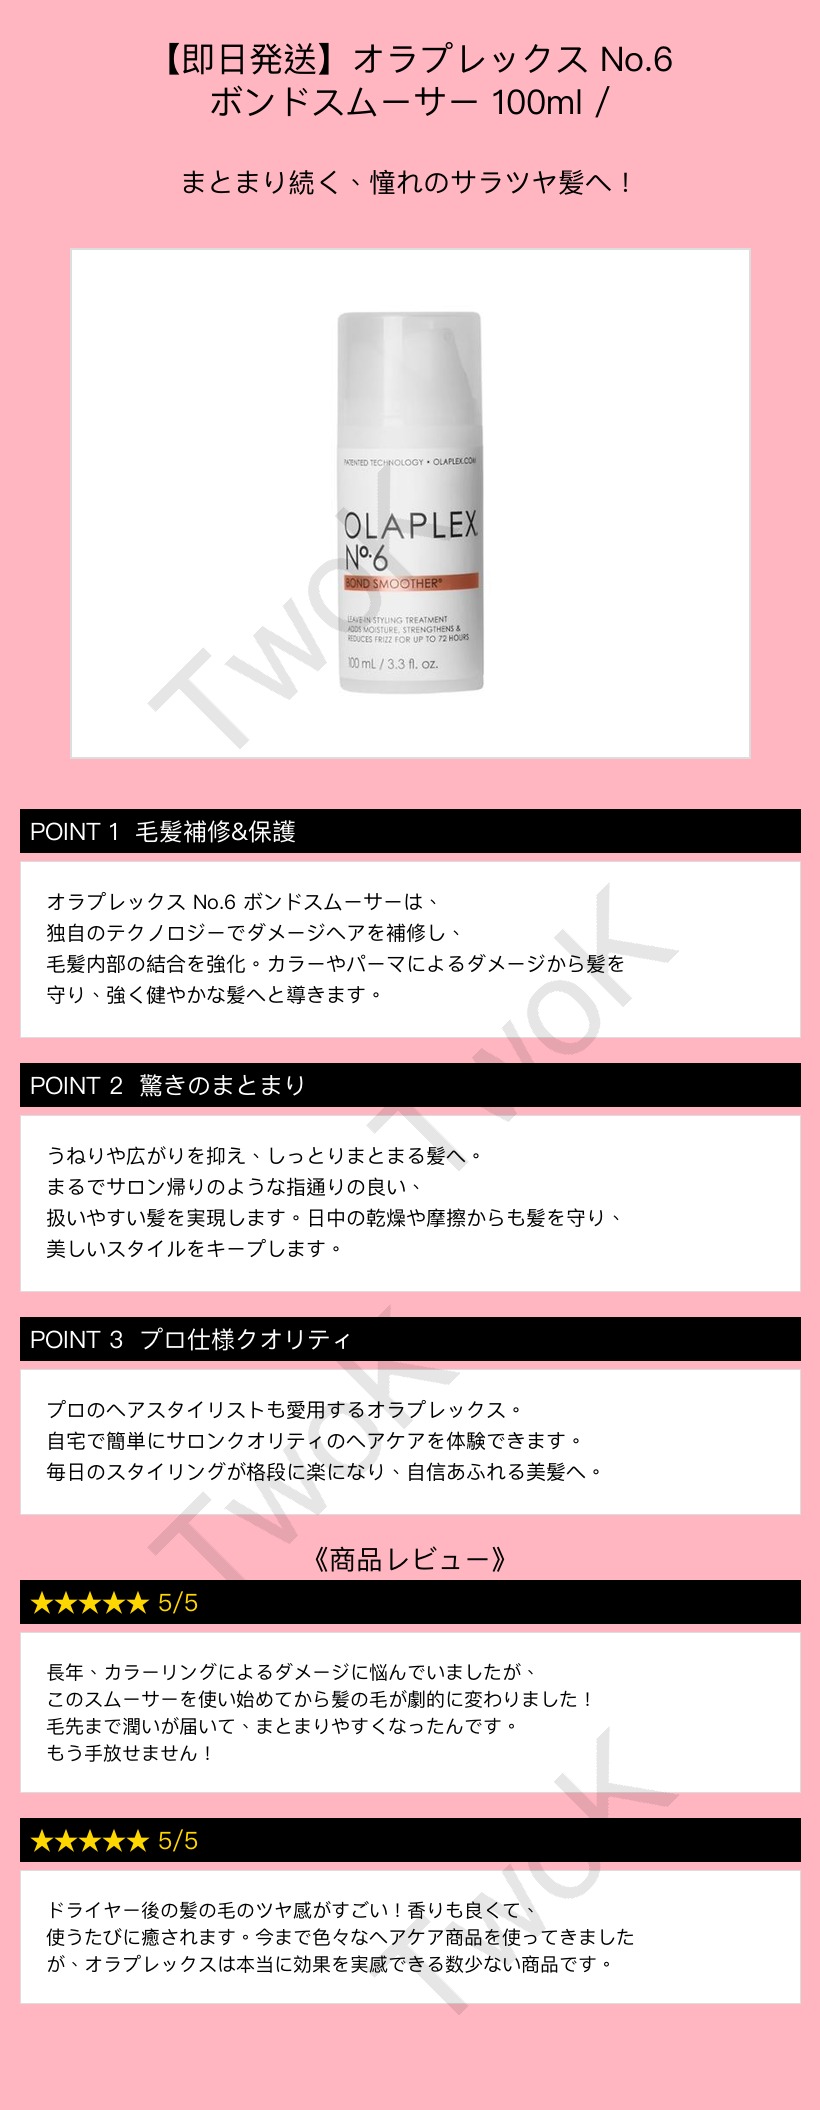 【即日発送】オラプレックス No.6
ボンドスムーサー 100ml /
まとまり続く、憧れのサラツヤ髪へ！
PATENTED TECHNOLOGY • OLAPLEX.COM
OLAPLEX
Nº.6
BOND SMOOTHER®
LEAVE-IN STYLING TREATMENT
ADDS MOISTURE, STRENGTHENS &
REDUCES FRIZZ FOR UP TO 72 HOURS
100 mL / 3.3 fl. oz.
TwoK
POINT 1 毛髪補修&保護
オラプレックス No.6 ボンドスムーサーは、
独自のテクノロジーでダメージヘアを補修し、
毛髪内部の結合を強化。カラーやパーマによるダメージから髪を
守り、強く健やかな髪へと導きます。
TwoK
POINT 2 驚きのまとまり
うねりや広がりを抑え、しっとりまとまる髪へ。
まるでサロン帰りのような指通りの良い、
扱いやすい髪を実現します。日中の乾燥や摩擦からも髪を守り、
美しいスタイルをキープします。
POINT 3 プロ仕様クオリティ
プロのヘアスタイリストも愛用するオラプレックス。
自宅で簡単にサロンクオリティのヘアケアを体験できます。
毎日のスタイリングが格段に楽になり、自信あふれる美髪へ。
TwoK
《商品レビュー》
★★★★★ 5/5
長年、カラーリングによるダメージに悩んでいましたが、
このスムーサーを使い始めてから髪の毛が劇的に変わりました！
毛先まで潤いが届いて、まとまりやすくなったんです。
もう手放せません！
★★★★★ 5/5
ドライヤー後の髪の毛のツヤ感がすごい！香りも良くて、
使うたびに癒されます。今まで色々なヘアケア商品を使ってきました
が、オラプレックスは本当に効果を実感できる数少ない商品です。
TwoK